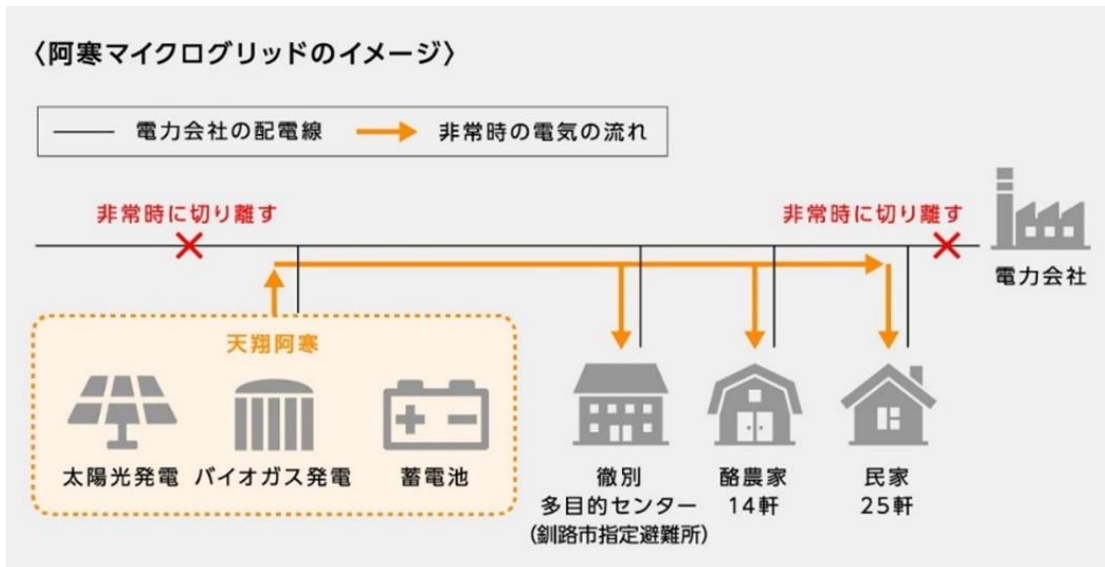 〈阿寒マイクログリッドのイメージ〉
電力会社の配電線
非常時の電気の流れ
非常時に切り離す
非常時に切り離す
電力会社
天翔阿寒
太陽光発電
バイオガス発電
蓄電池
徹別
多目的センター
(釧路市指定避難所)
酪農家
14軒
民家
25軒